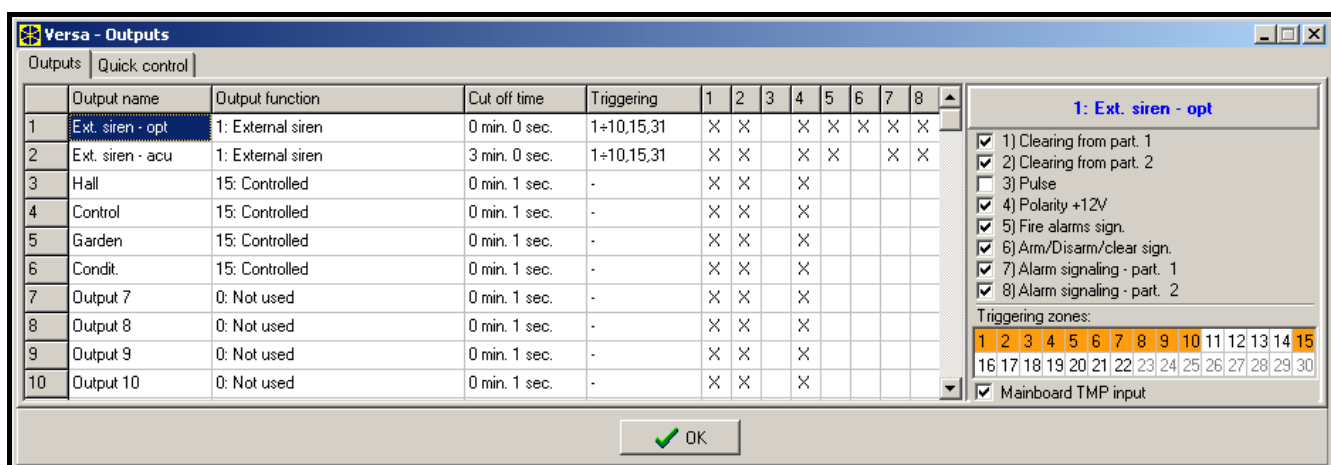 Versa - Outputs
Outputs Quick control
Output name Output function Cut off time Triggering 1 2 3 4 5 6 7 8
1 Ext. siren - opt 1: External siren 0 min. 0 sec. 1÷10,15,31 X X X X X X X
2 Ext. siren - acu 1: External siren 3 min. 0 sec. 1÷10,15,31 X X X X X X
3 Hall 15: Controlled 0 min. 1 sec. - X X X
4 Control 15: Controlled 0 min. 1 sec. - X X X
5 Garden 15: Controlled 0 min. 1 sec. - X X X
6 Condit. 15: Controlled 0 min. 1 sec. - X X X
7 Output 7 0: Not used 0 min. 1 sec. - X X X
8 Output 8 0: Not used 0 min. 1 sec. - X X X
9 Output 9 0: Not used 0 min. 1 sec. - X X X
10 Output 10 0: Not used 0 min. 1 sec. - X X X
1: Ext. siren - opt
1) Clearing from part. 1
2) Clearing from part. 2
3) Pulse
4) Polarity +12V
5) Fire alarms sign.
6) Arm/Disarm/clear sign.
7) Alarm signaling - part. 1
8) Alarm signaling - part. 2
Triggering zones:
1 2 3 4 5 6 7 8 9 10 11 12 13 14 15
16 17 18 19 20 21 22 23 24 25 26 27 28 29 30
Mainboard TMP input
OK